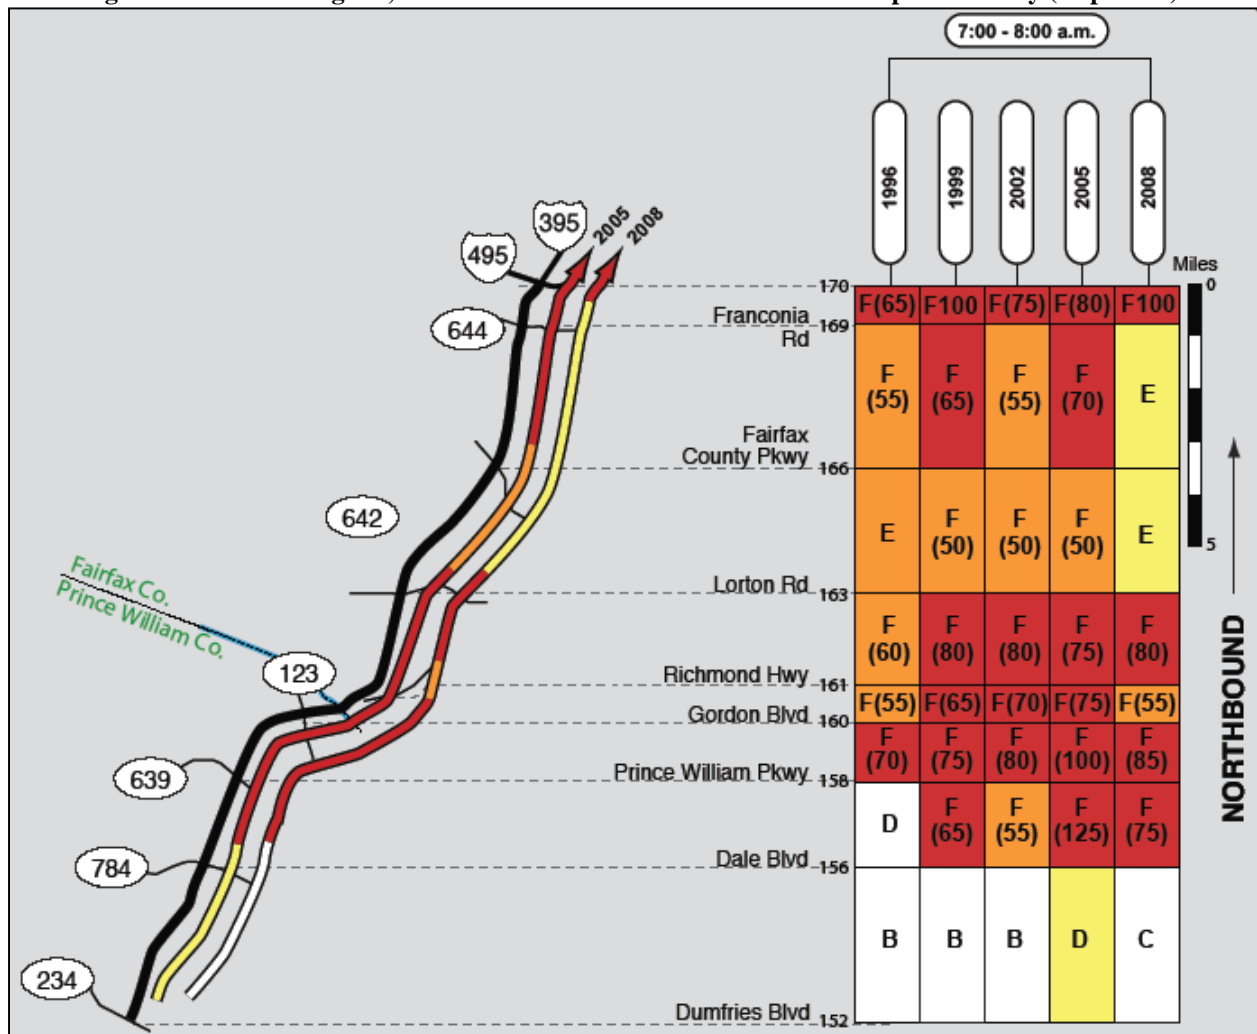 7:00 - 8:00 a.m.
1996 1999 2002 2005 2008
Miles
0
5
NORTHBOUND
395
495
2005
2008
644
642
Fairfax Co.
Prince William Co.
123
639
784
234
170
Franconia
Rd
169
Fairfax
County Pkwy
166
Lorton Rd
163
Richmond Hwy
161
Gordon Blvd
160
Prince William Pkwy
158
Dale Blvd
156
Dumfries Blvd
152
F(65) F100 F(75) F(80) F100
F F F F E
(55) (65) (55) (70)
E F F F E
(50) (50) (50)
F F F F F
(60) (80) (80) (75) (80)
F(55) F(65) F(70) F(75) F(55)
F F F F F
(70) (75) (80) (100) (85)
D F F F F
(65) (55) (125) (75)
B B B D C